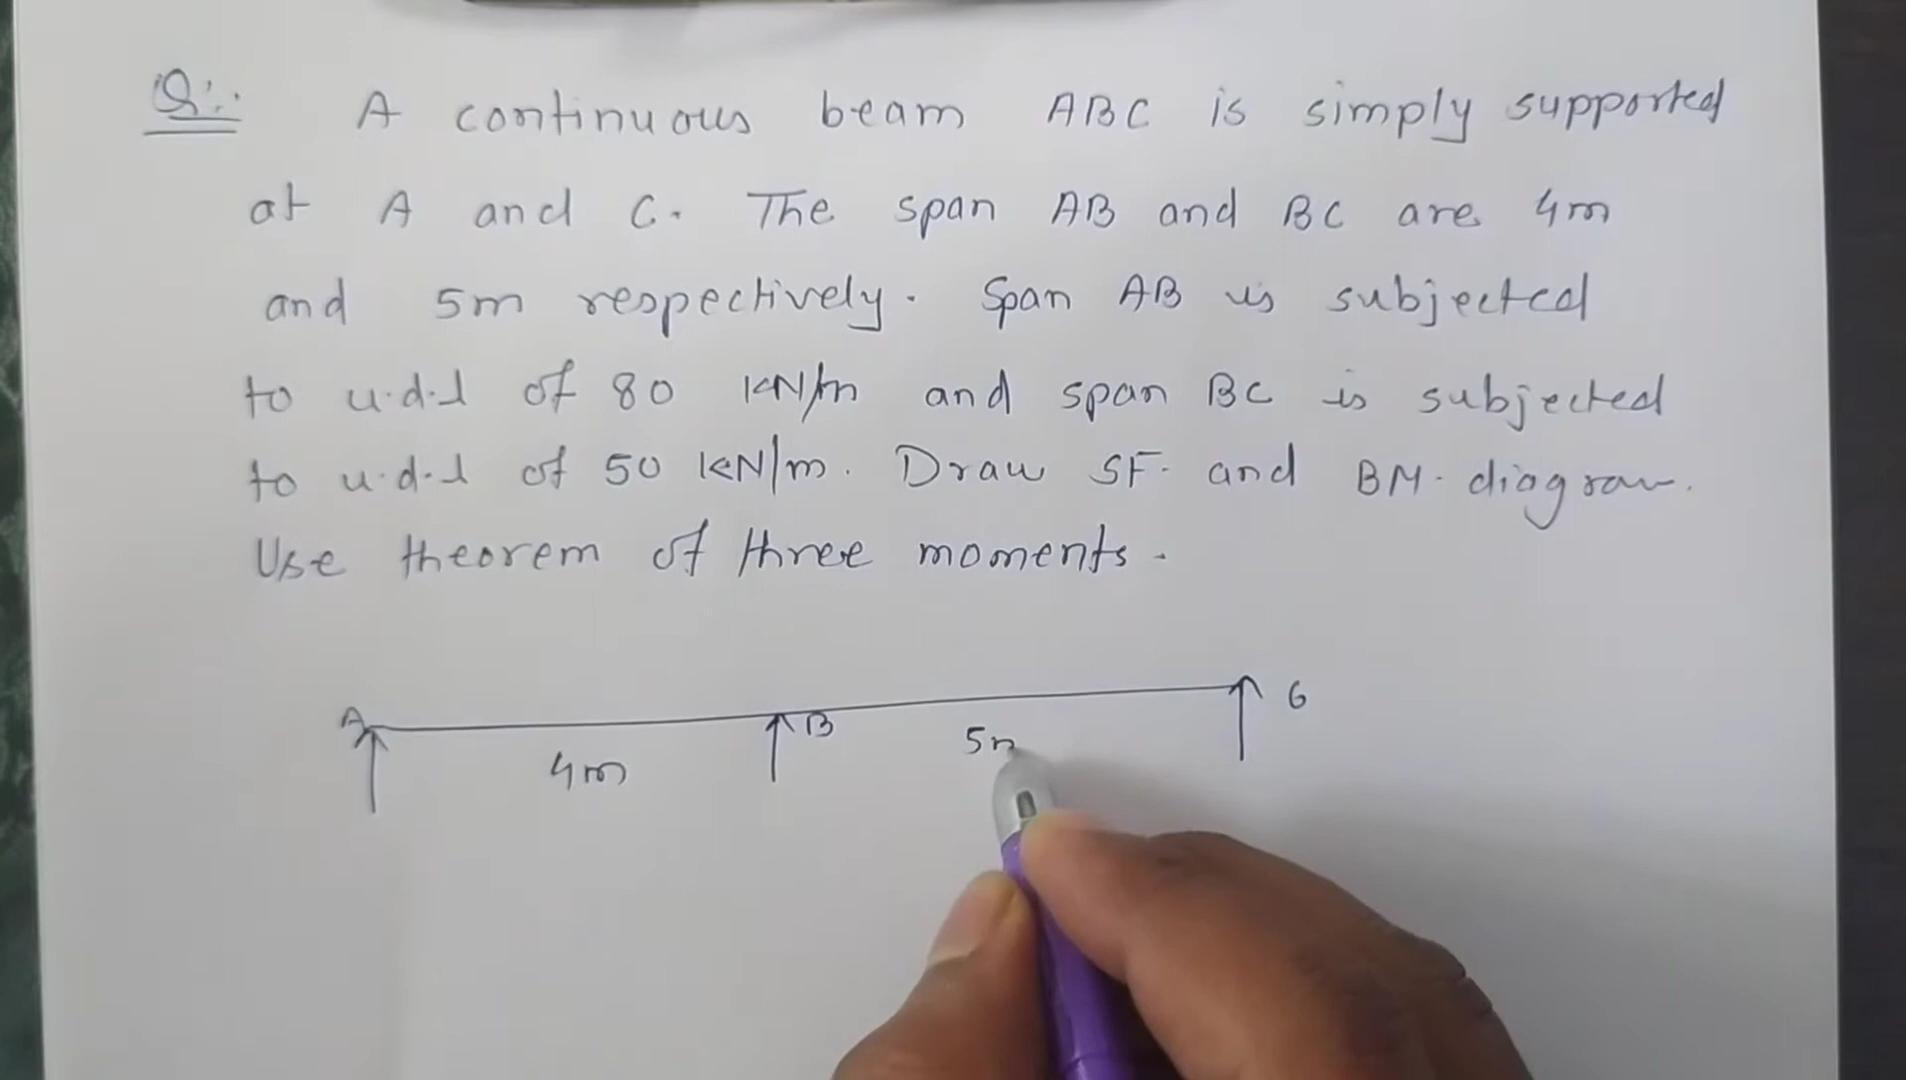 Q:-
A continuous beam ABC is simply supported
at A and C. The span AB and BC are 4m
and 5m respectively. Span AB is subjected
to u.d.l of 80 kN/m and span BC is subjected
to u.d.l of 50 kN/m. Draw SF. and BM. diagram.
Use theorem of three moments.
A B C
4m 5m